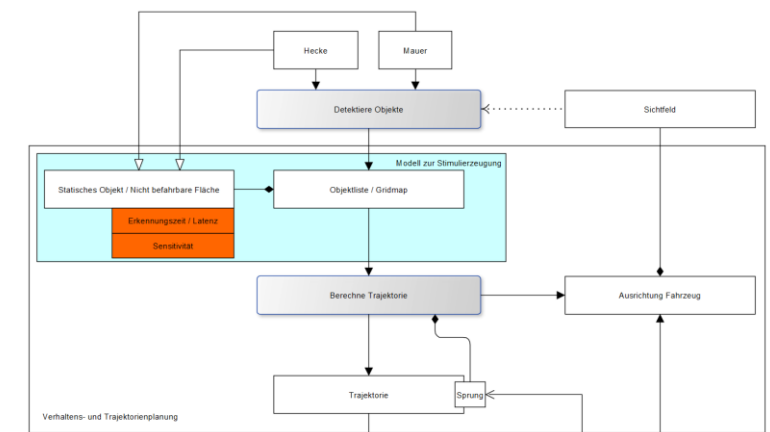 Hecke
Mauer
Detektiere Objekte
Sichtfeld
Modell zur Stimulierzeugung
Statisches Objekt / Nicht befahrbare Fläche
Objektliste / Gridmap
Erkennungszeit / Latenz
Sensitivität
Berechne Trajektorie
Ausrichtung Fahrzeug
Trajektorie
Sprung
Verhaltens- und Trajektorienplanung